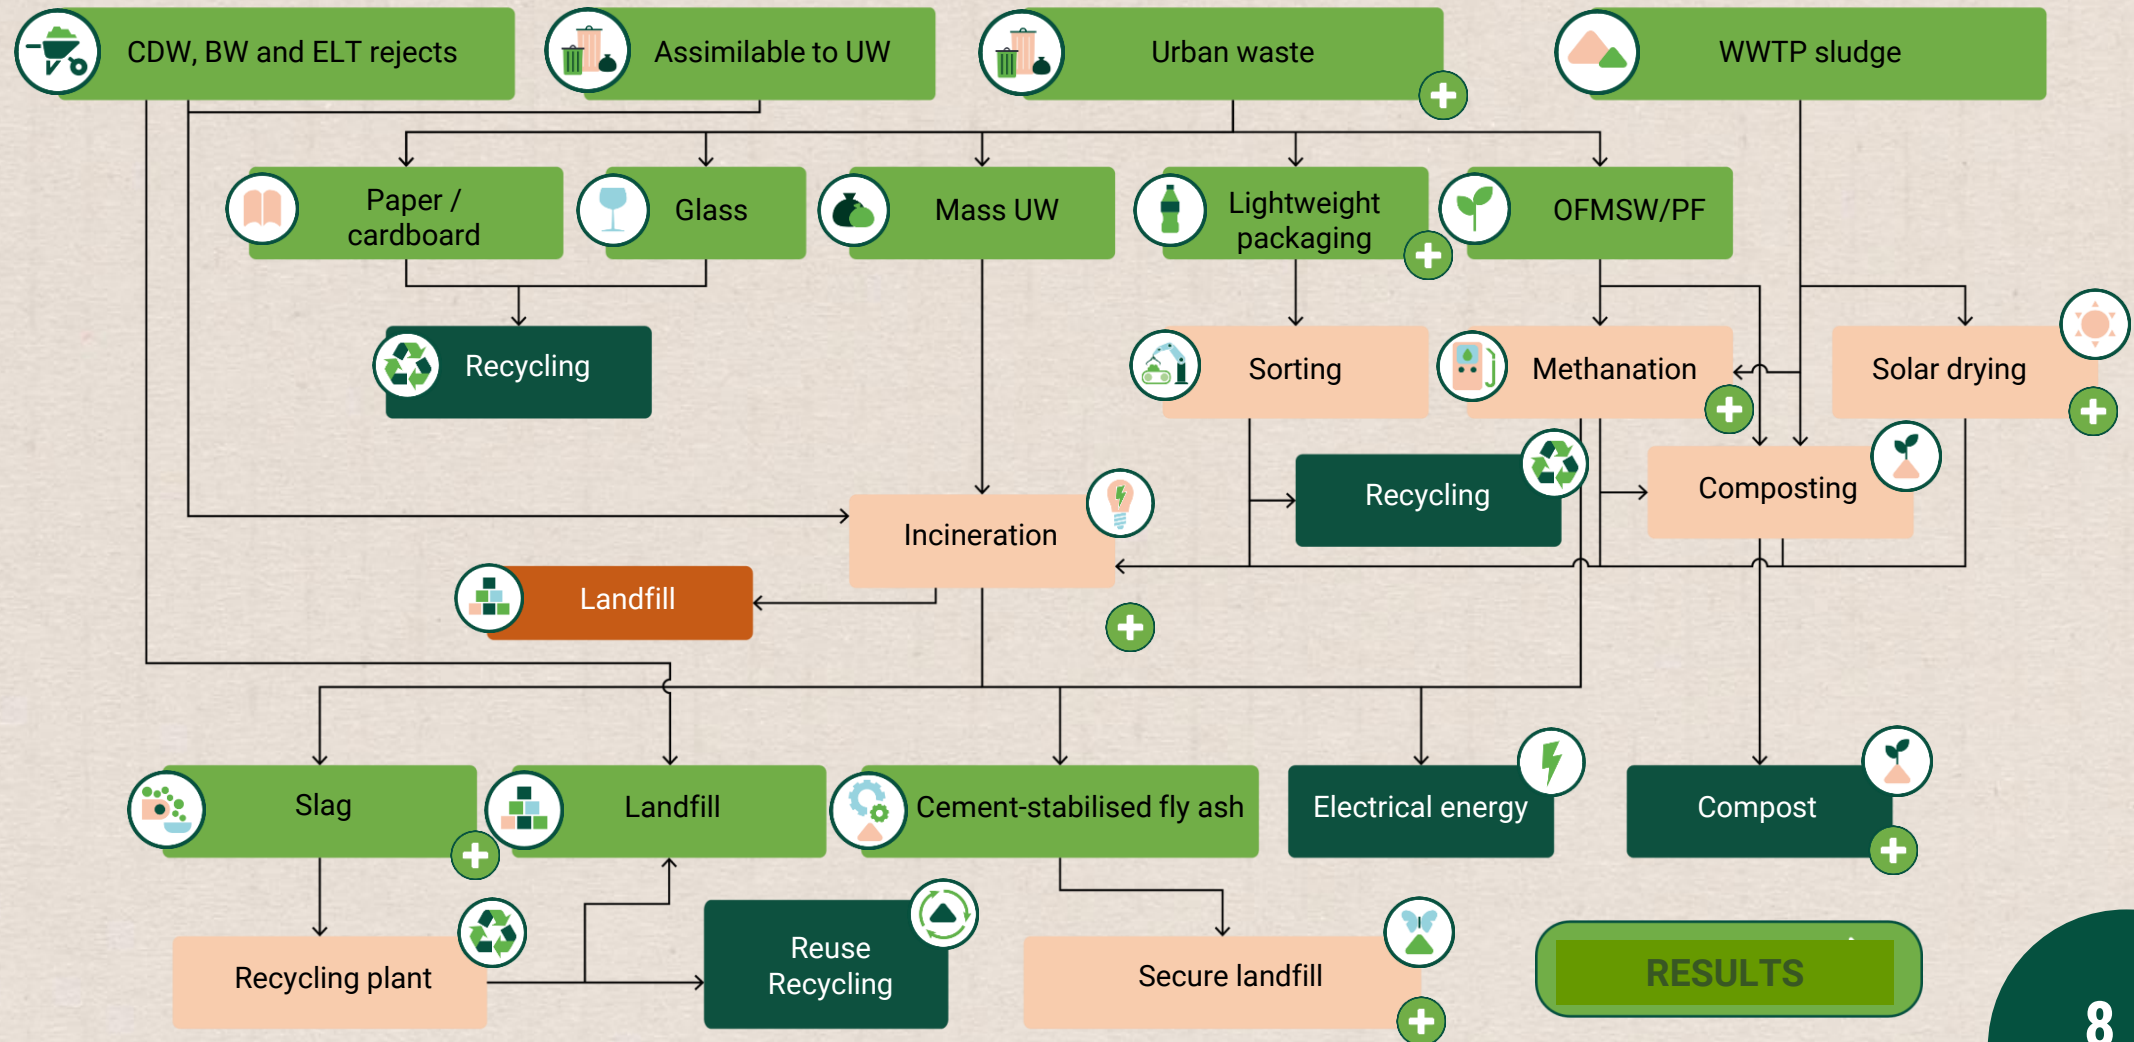 CDW, BW and ELT rejects
Assimilable to UW
Urban waste
WWTP sludge
Paper /
cardboard
Glass
Mass UW
Lightweight
packaging
OFMSW/PF
Recycling
Sorting
Methanation
Solar drying
Recycling
Composting
Incineration
Landfill
Slag
Landfill
Cement-stabilised fly ash
Electrical energy
Compost
Recycling plant
Reuse
Recycling
Secure landfill
RESULTS
8